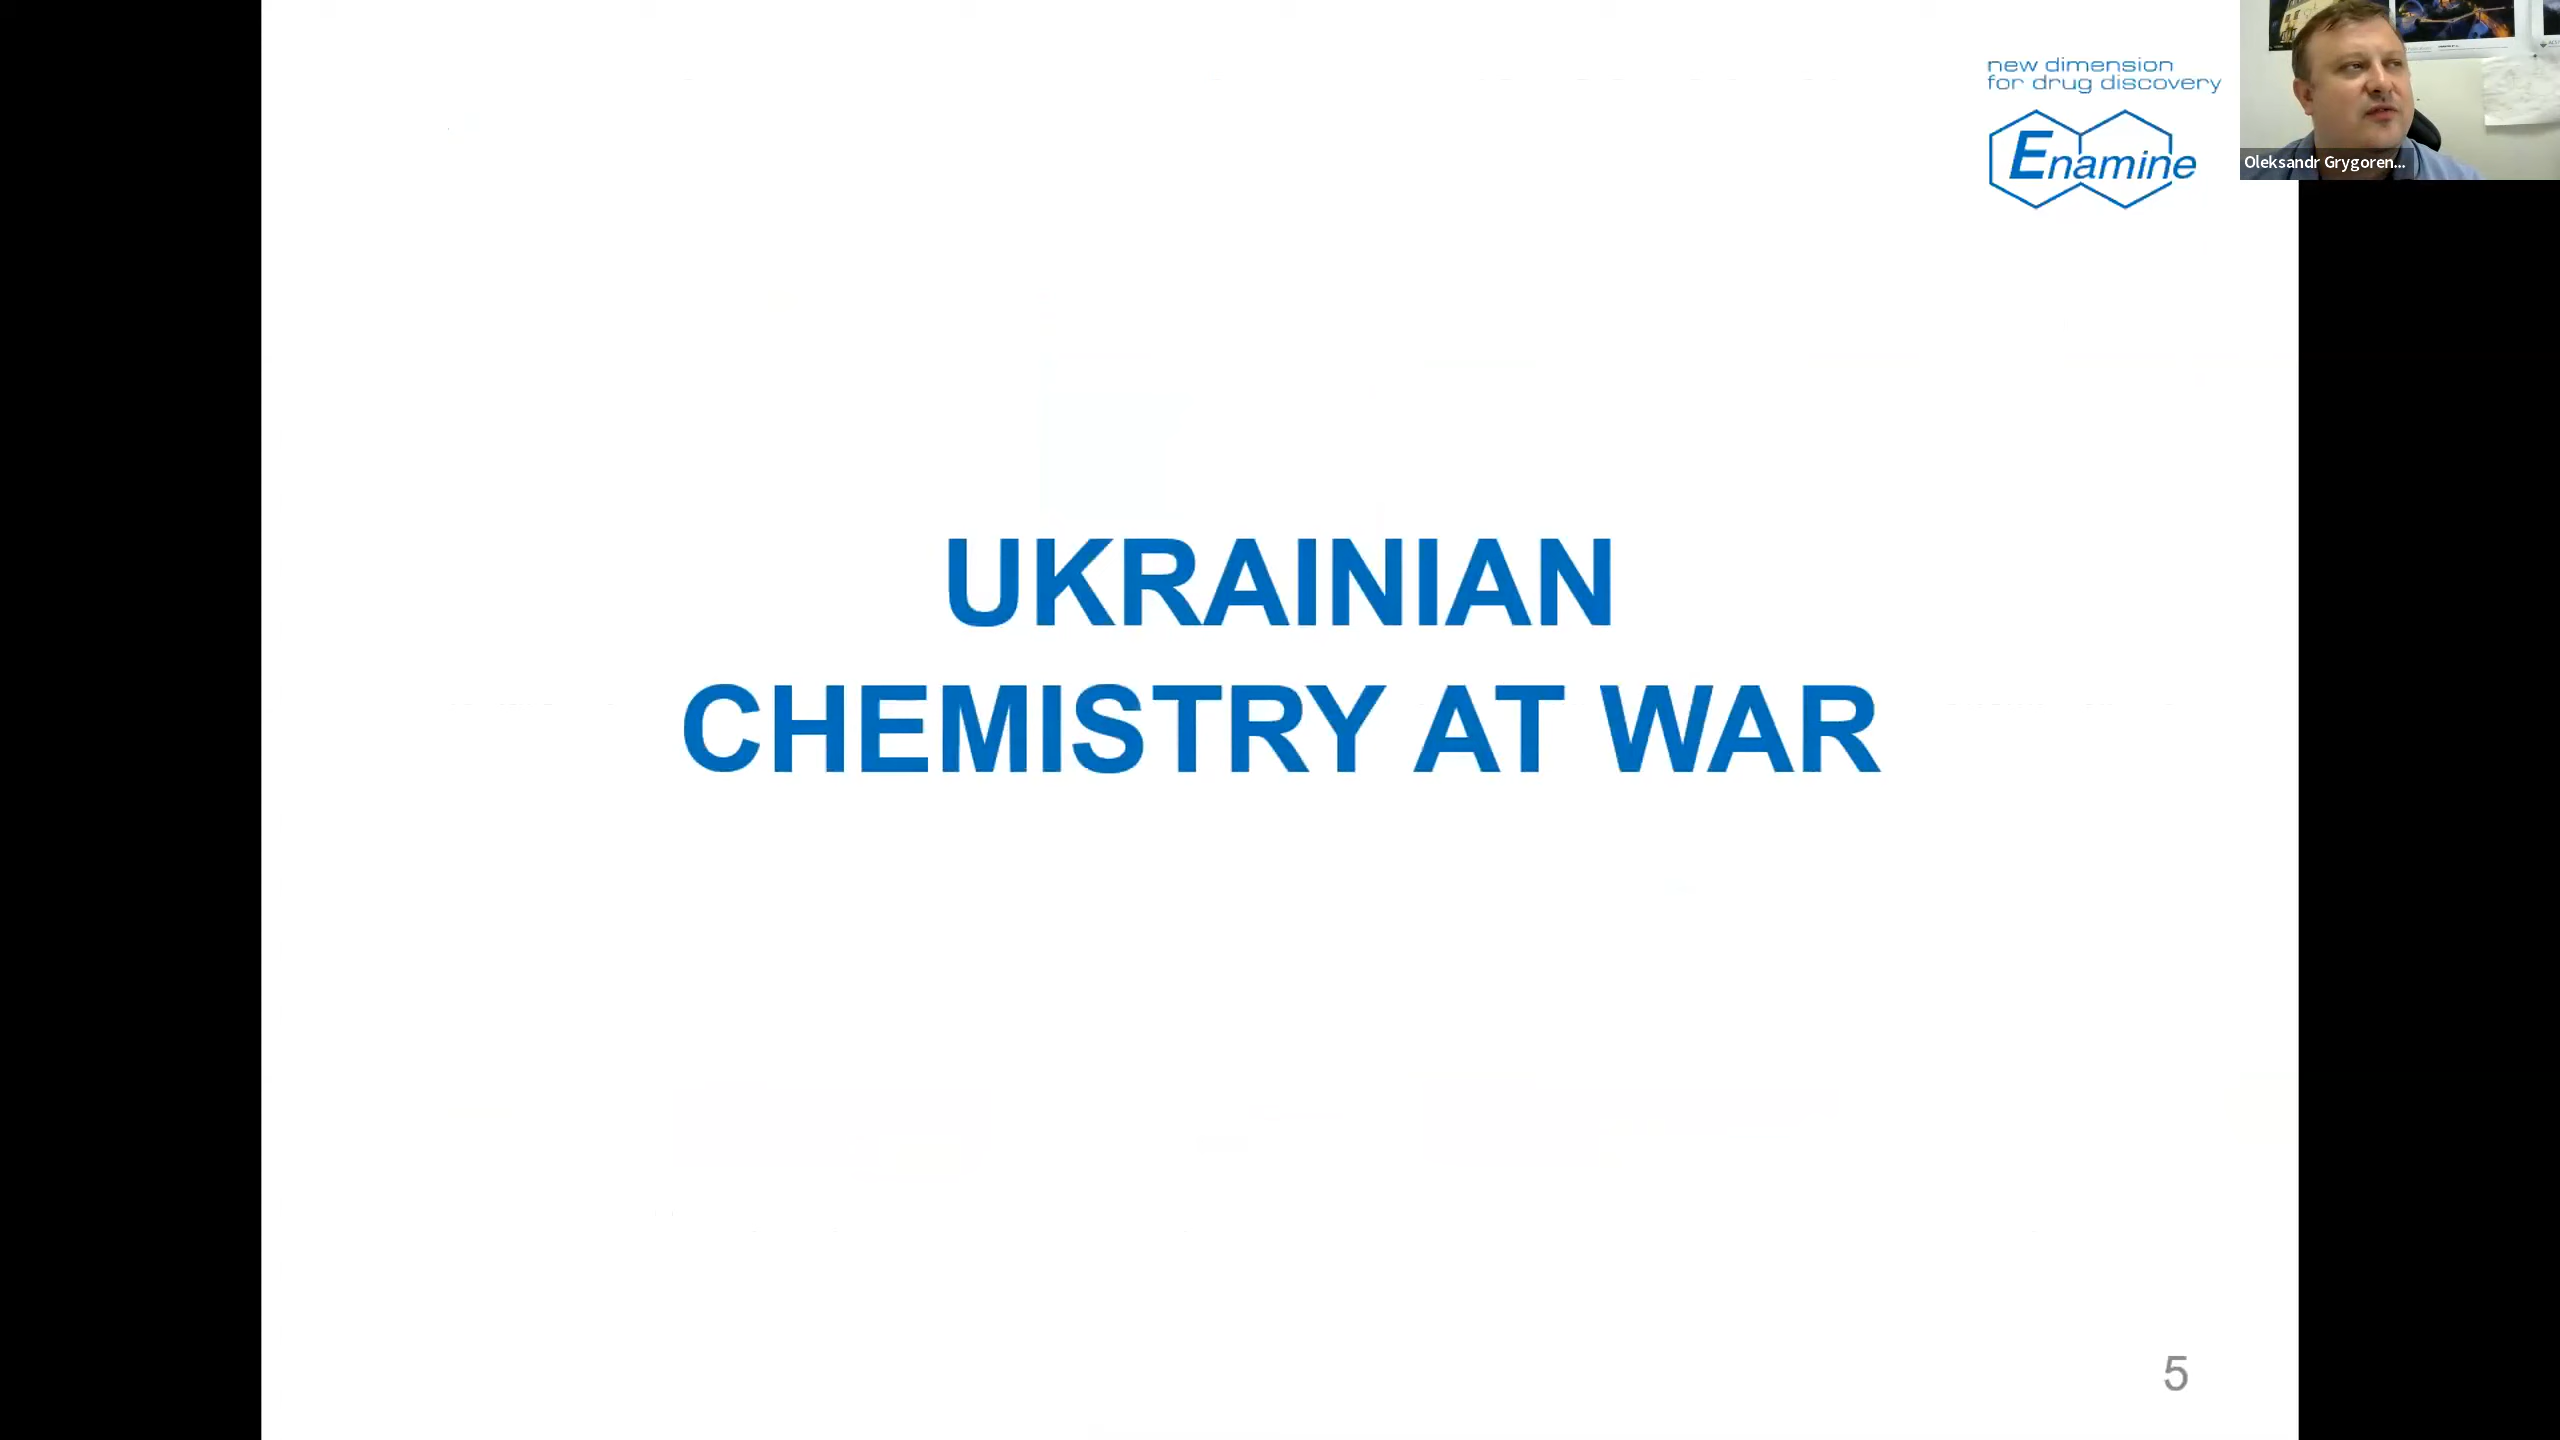 new dimension
for drug discovery
Enamine
Oleksandr Grygoren...
UKRAINIAN
CHEMISTRY AT WAR
5